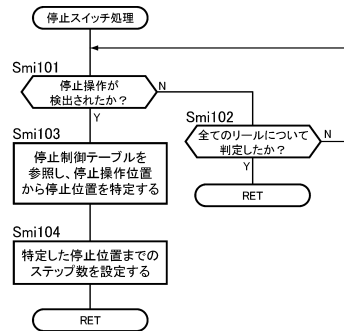 停止スイッチ処理
Smi101
停止操作が
検出されたか？
N
Y
Smi102
全てのリールについて
判定したか？
N
Y
RET
Smi103
停止制御テーブルを
参照し、停止操作位置
から停止位置を特定する
Smi104
特定した停止位置までの
ステップ数を設定する
RET